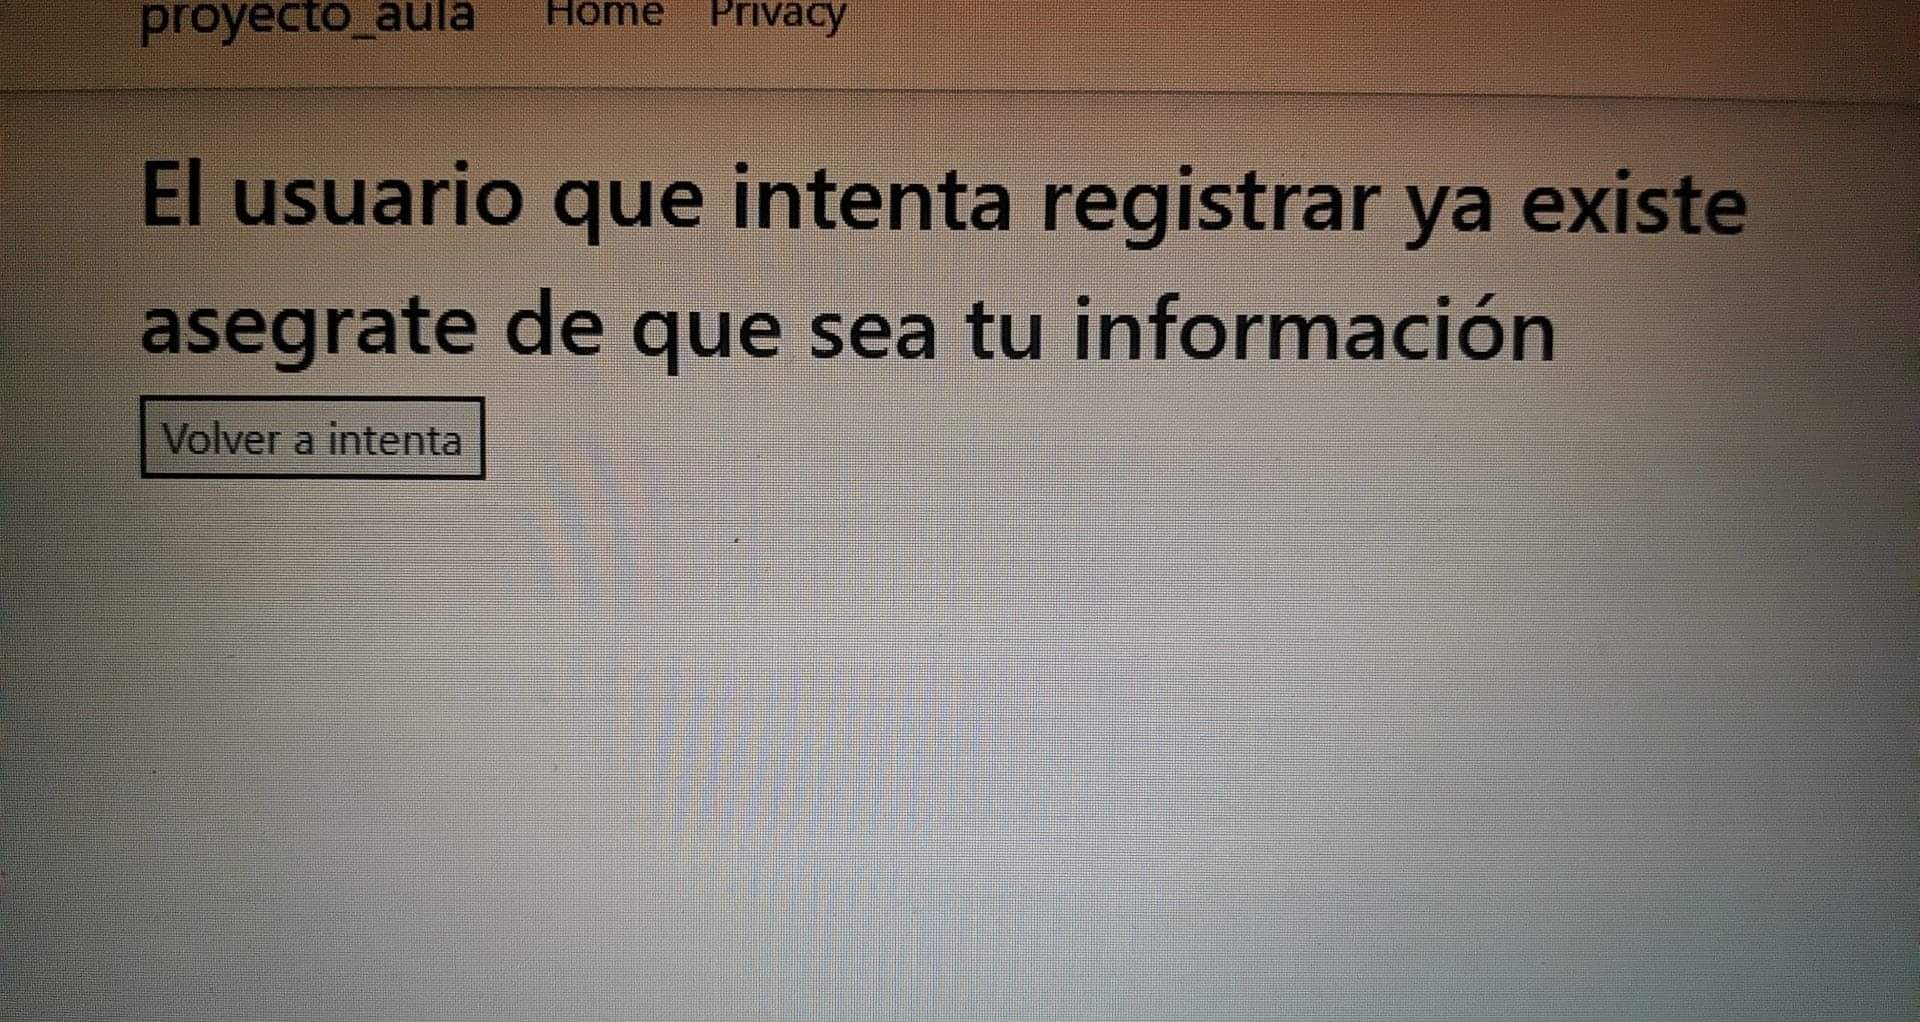 proyecto_aula Home Privacy
El usuario que intenta registrar ya existe
asegrate de que sea tu información
Volver a intenta